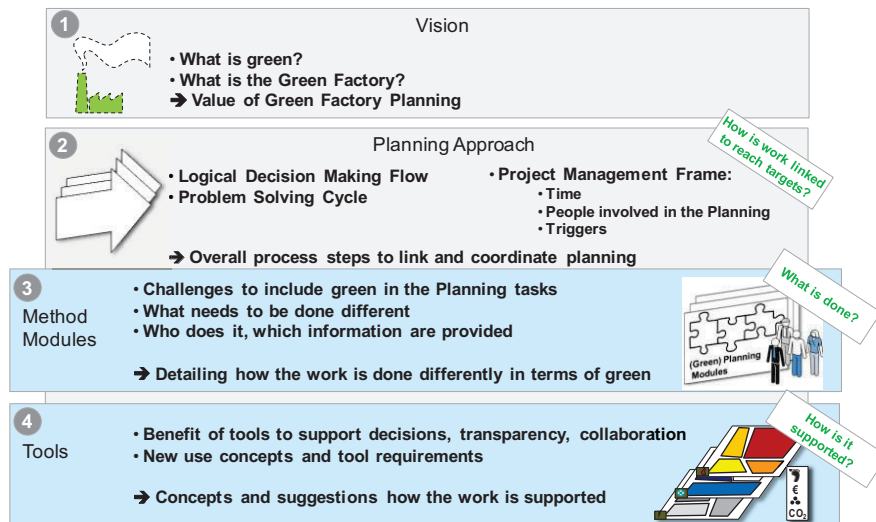 1
Vision
• What is green?
• What is the Green Factory?
➔ Value of Green Factory Planning
2
Planning Approach
How is work linked
to reach targets?
• Logical Decision Making Flow
• Problem Solving Cycle
• Project Management Frame:
• Time
• People involved in the Planning
• Triggers
➔ Overall process steps to link and coordinate planning
3
Method
Modules
• Challenges to include green in the Planning tasks
• What needs to be done different
• Who does it, which information are provided
➔ Detailing how the work is done differently in terms of green
What is done?
(Green) Planning
Modules
4
Tools
• Benefit of tools to support decisions, transparency, collaboration
• New use concepts and tool requirements
➔ Concepts and suggestions how the work is supported
How is it
supported?
€
CO₂